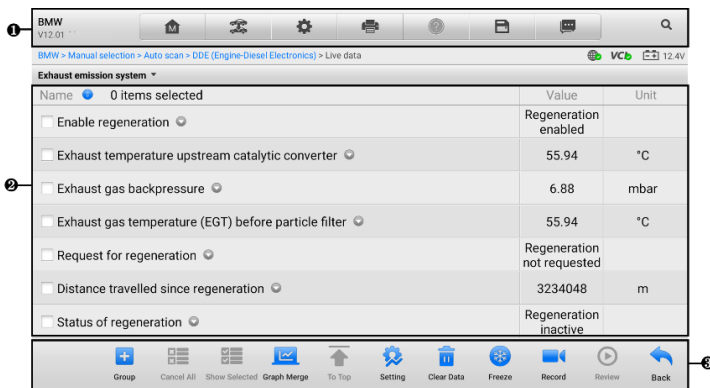 BMW
V12.01
❶
BMW > Manual selection > Auto scan > DDE (Engine-Diesel Electronics) > Live data
VCI 12.4V
Exhaust emission system
Name 0 items selected Value Unit
Enable regeneration Regeneration
enabled
Exhaust temperature upstream catalytic converter 55.94 °C
❷
Exhaust gas backpressure 6.88 mbar
Exhaust gas temperature (EGT) before particle filter 55.94 °C
Request for regeneration Regeneration
not requested
Distance travelled since regeneration 3234048 m
Status of regeneration Regeneration
inactive
❸
Group Cancel All Show Selected Graph Merge To Top Setting Clear Data Freeze Record Review Back